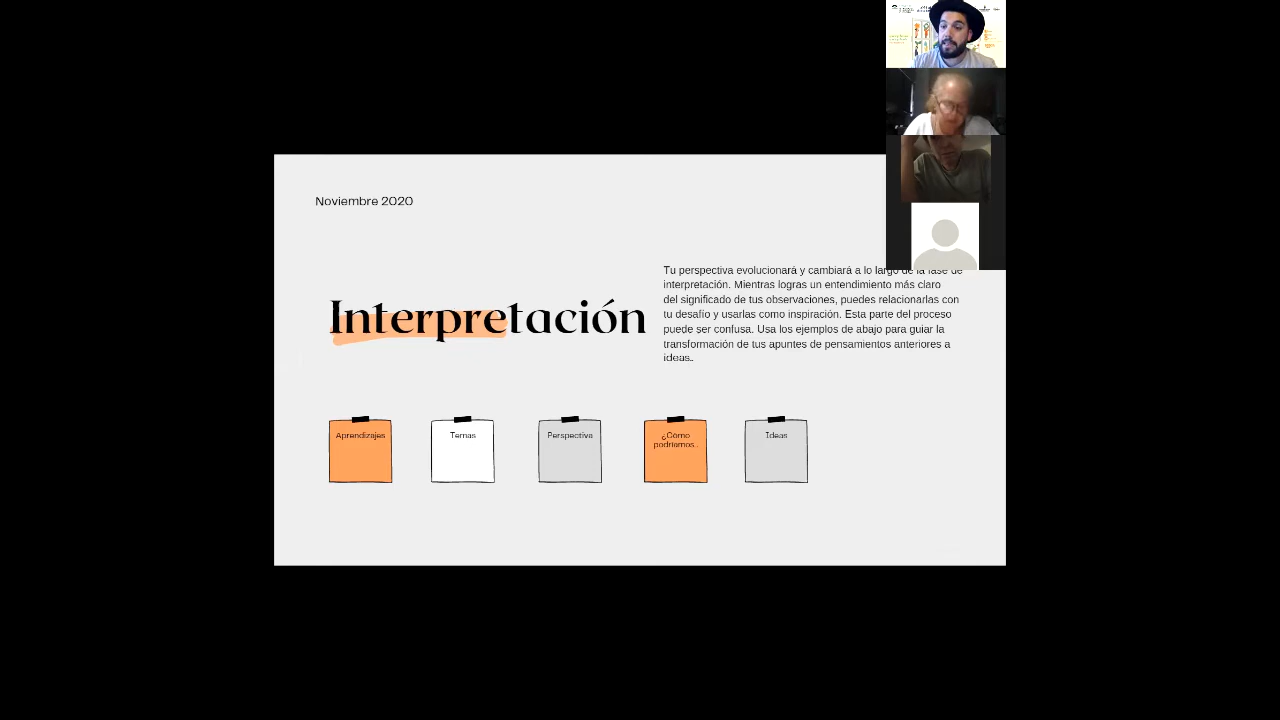 Noviembre 2020
Tu perspectiva evolucionará y cambiará a lo largo de la fase de
interpretación. Mientras logras un entendimiento más claro
del significado de tus observaciones, puedes relacionarlas con
tu desafío y usarlas como inspiración. Esta parte del proceso
puede ser confusa. Usa los ejemplos de abajo para guiar la
transformación de tus apuntes de pensamientos anteriores a
ideas..
Interpretación
Aprendizajes
Temas
Perspectiva
¿Cómo
podríamos..
Ideas